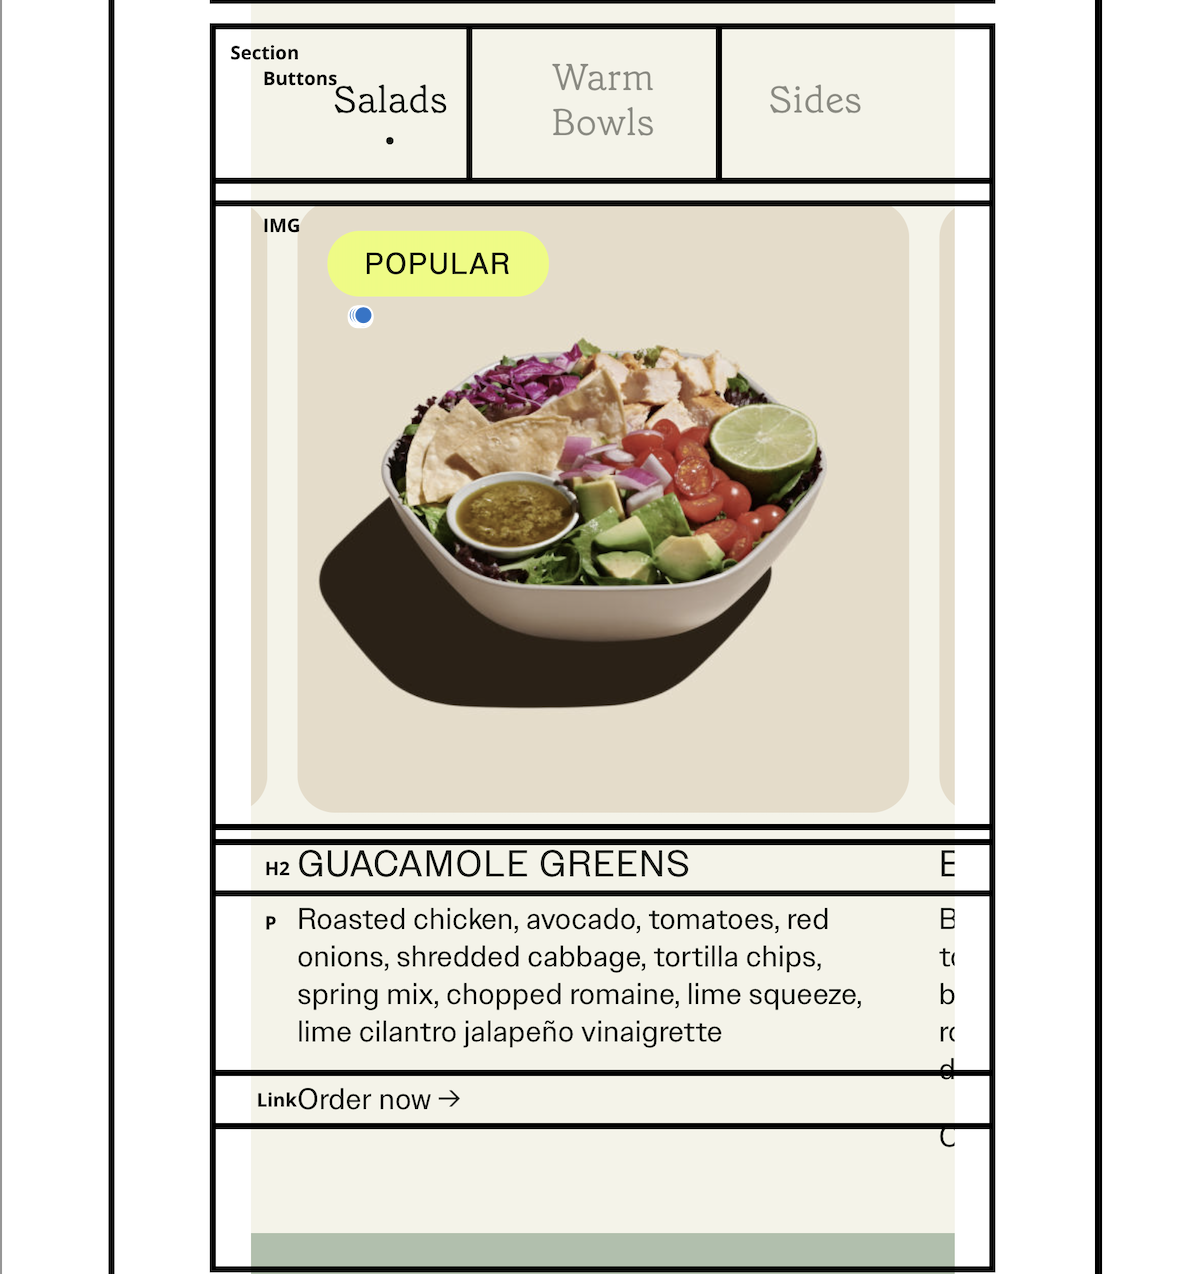 Section
Buttons
Salads
Warm
Bowls
Sides
IMG
POPULAR
H2 GUACAMOLE GREENS
P Roasted chicken, avocado, tomatoes, red
onions, shredded cabbage, tortilla chips,
spring mix, chopped romaine, lime squeeze,
lime cilantro jalapeño vinaigrette
Link Order now →